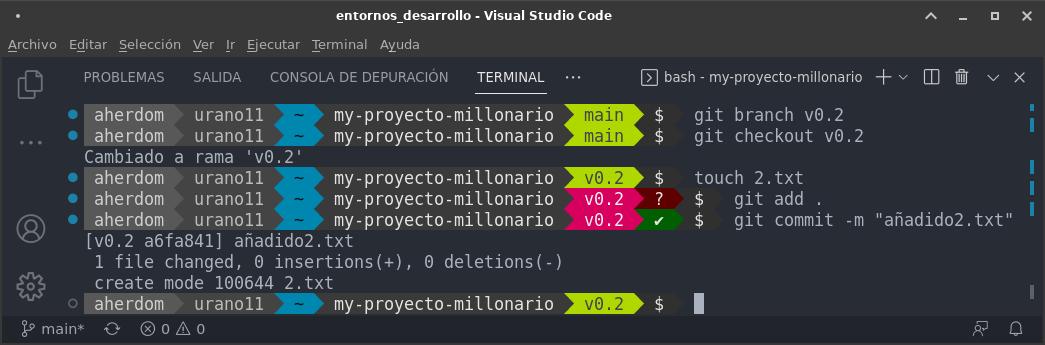 entornos_desarrollo - Visual Studio Code
Archivo Editar Selección Ver Ir Ejecutar Terminal Ayuda
PROBLEMAS SALIDA CONSOLA DE DEPURACIÓN TERMINAL ··· bash - my-proyecto-millonario
aherdom urano11 ~ my-proyecto-millonario main $ git branch v0.2
aherdom urano11 ~ my-proyecto-millonario main $ git checkout v0.2
Cambiado a rama 'v0.2'
aherdom urano11 ~ my-proyecto-millonario v0.2 $ touch 2.txt
aherdom urano11 ~ my-proyecto-millonario v0.2 ? $ git add .
aherdom urano11 ~ my-proyecto-millonario v0.2 ✔ $ git commit -m "añadido2.txt"
[v0.2 a6fa841] añadido2.txt
1 file changed, 0 insertions(+), 0 deletions(-)
create mode 100644 2.txt
aherdom urano11 ~ my-proyecto-millonario v0.2 $
main* 0 0